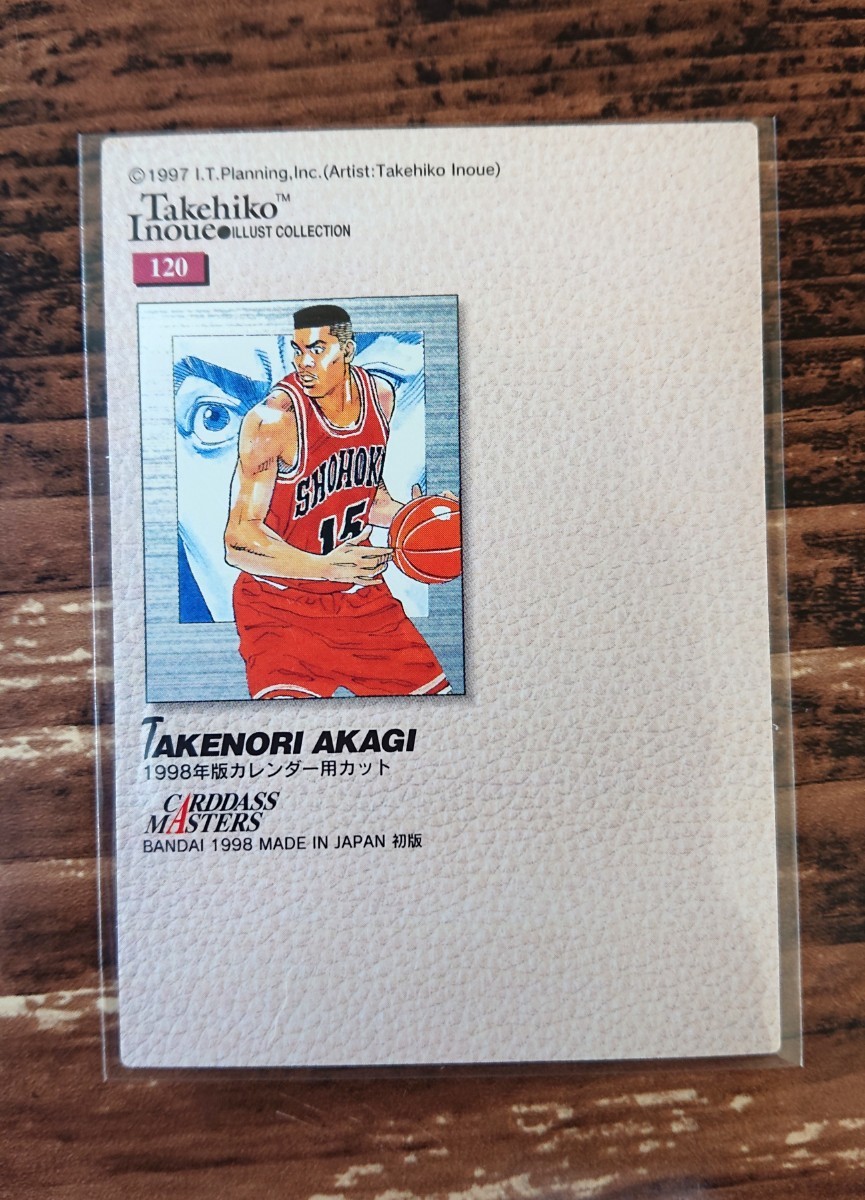 ©1997 I.T.Planning,Inc.(Artist:Takehiko Inoue)
Takehiko™
Inoue●ILLUST COLLECTION
120
SHOHOK
15
TAKENORI AKAGI
1998年版カレンダー用カット
CARDDASS
MASTERS
BANDAI 1998 MADE IN JAPAN 初版